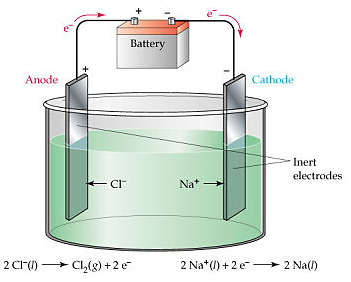 + −
e⁻ e⁻
Battery
+ −
Anode Cathode
Cl⁻ Na⁺
Inert
electrodes
2 Cl⁻(l) ⟶ Cl₂(g) + 2 e⁻ 2 Na⁺(l) + 2 e⁻ ⟶ 2 Na(l)